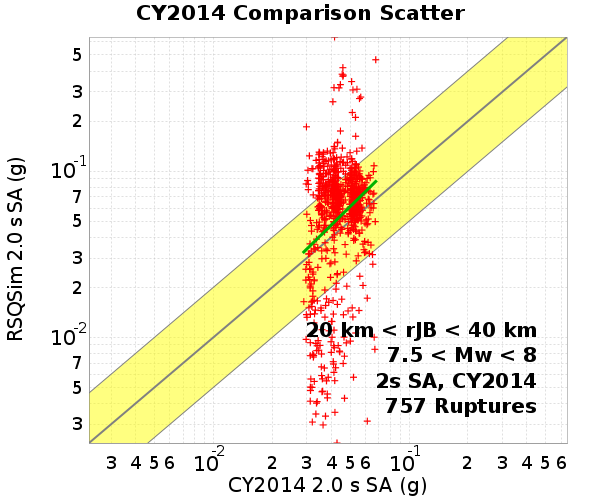 CY2014 Comparison Scatter
RSQSim 2.0 s SA (g)
5
3
2
10-1
7
5
3
2
10-2
7
5
3
20 km < rJB < 40 km
7.5 < Mw < 8
2s SA, CY2014
757 Ruptures
3 4 5 6 10-2 2 3 4 5 6 10-1 2 3 4 5 6
CY2014 2.0 s SA (g)